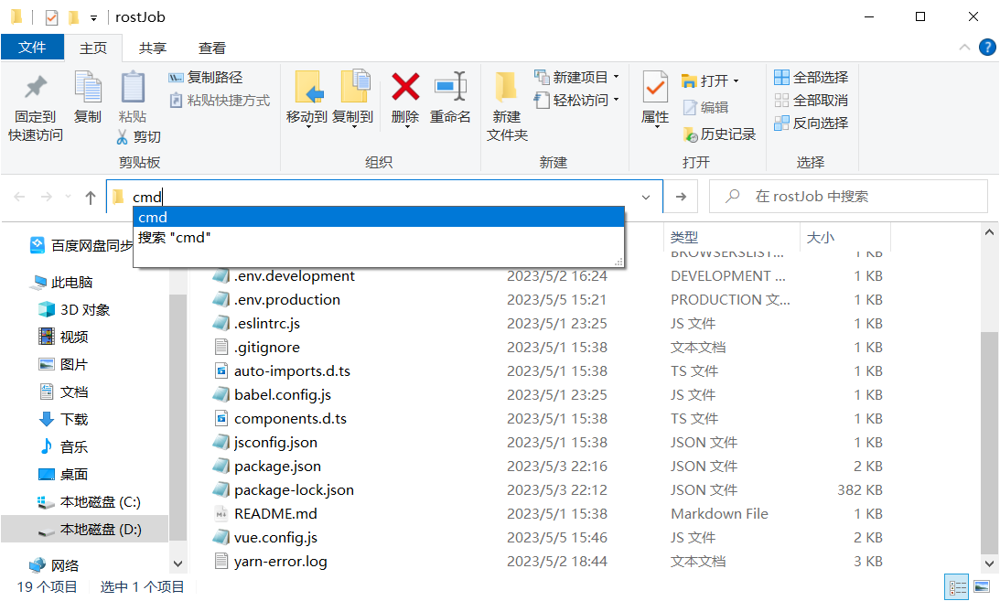 rostJob
文件 主页 共享 查看
固定到
快速访问
复制
粘贴
复制路径
粘贴快捷方式
剪切
剪贴板
移动到 复制到
删除 重命名
组织
新建
文件夹
新建项目
轻松访问
新建
属性
打开
编辑
历史记录
打开
全部选择
全部取消
反向选择
选择
cmd
在 rostJob 中搜索
cmd
搜索 "cmd"
类型 大小
百度网盘同步
此电脑
3D 对象
视频
图片
文档
下载
音乐
桌面
本地磁盘 (C:)
本地磁盘 (D:)
网络
BROWSERSLIST... 1 KB
.env.development 2023/5/2 16:24 DEVELOPMENT ... 1 KB
.env.production 2023/5/5 15:21 PRODUCTION 文... 1 KB
.eslintrc.js 2023/5/1 23:25 JS 文件 1 KB
.gitignore 2023/5/1 15:38 文本文档 1 KB
auto-imports.d.ts 2023/5/1 15:38 TS 文件 1 KB
babel.config.js 2023/5/1 23:25 JS 文件 1 KB
components.d.ts 2023/5/1 15:38 TS 文件 1 KB
jsconfig.json 2023/5/1 15:38 JSON 文件 1 KB
package.json 2023/5/3 22:16 JSON 文件 2 KB
package-lock.json 2023/5/3 22:12 JSON 文件 382 KB
README.md 2023/5/1 15:38 Markdown File 1 KB
vue.config.js 2023/5/5 15:46 JS 文件 2 KB
yarn-error.log 2023/5/2 18:44 文本文档 3 KB
19 个项目 选中 1 个项目